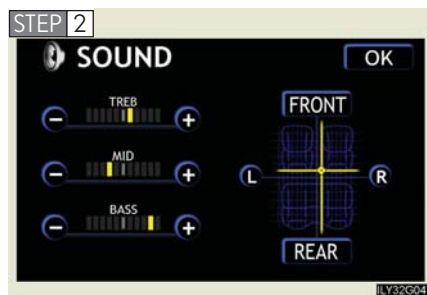 STEP 2
SOUND
OK
TREB
FRONT
MID
L
R
BASS
REAR
ILY32G04